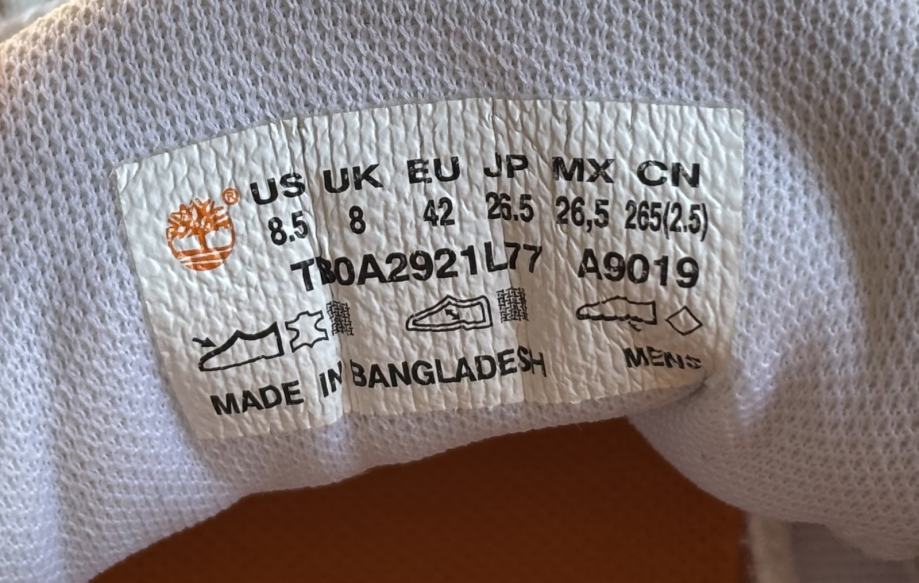 US UK EU JP MX CN
8.5 8 42 26.5 26,5 265(2.5)
TB0A2921L77 A9019
MADE IN BANGLADESH MENS
®